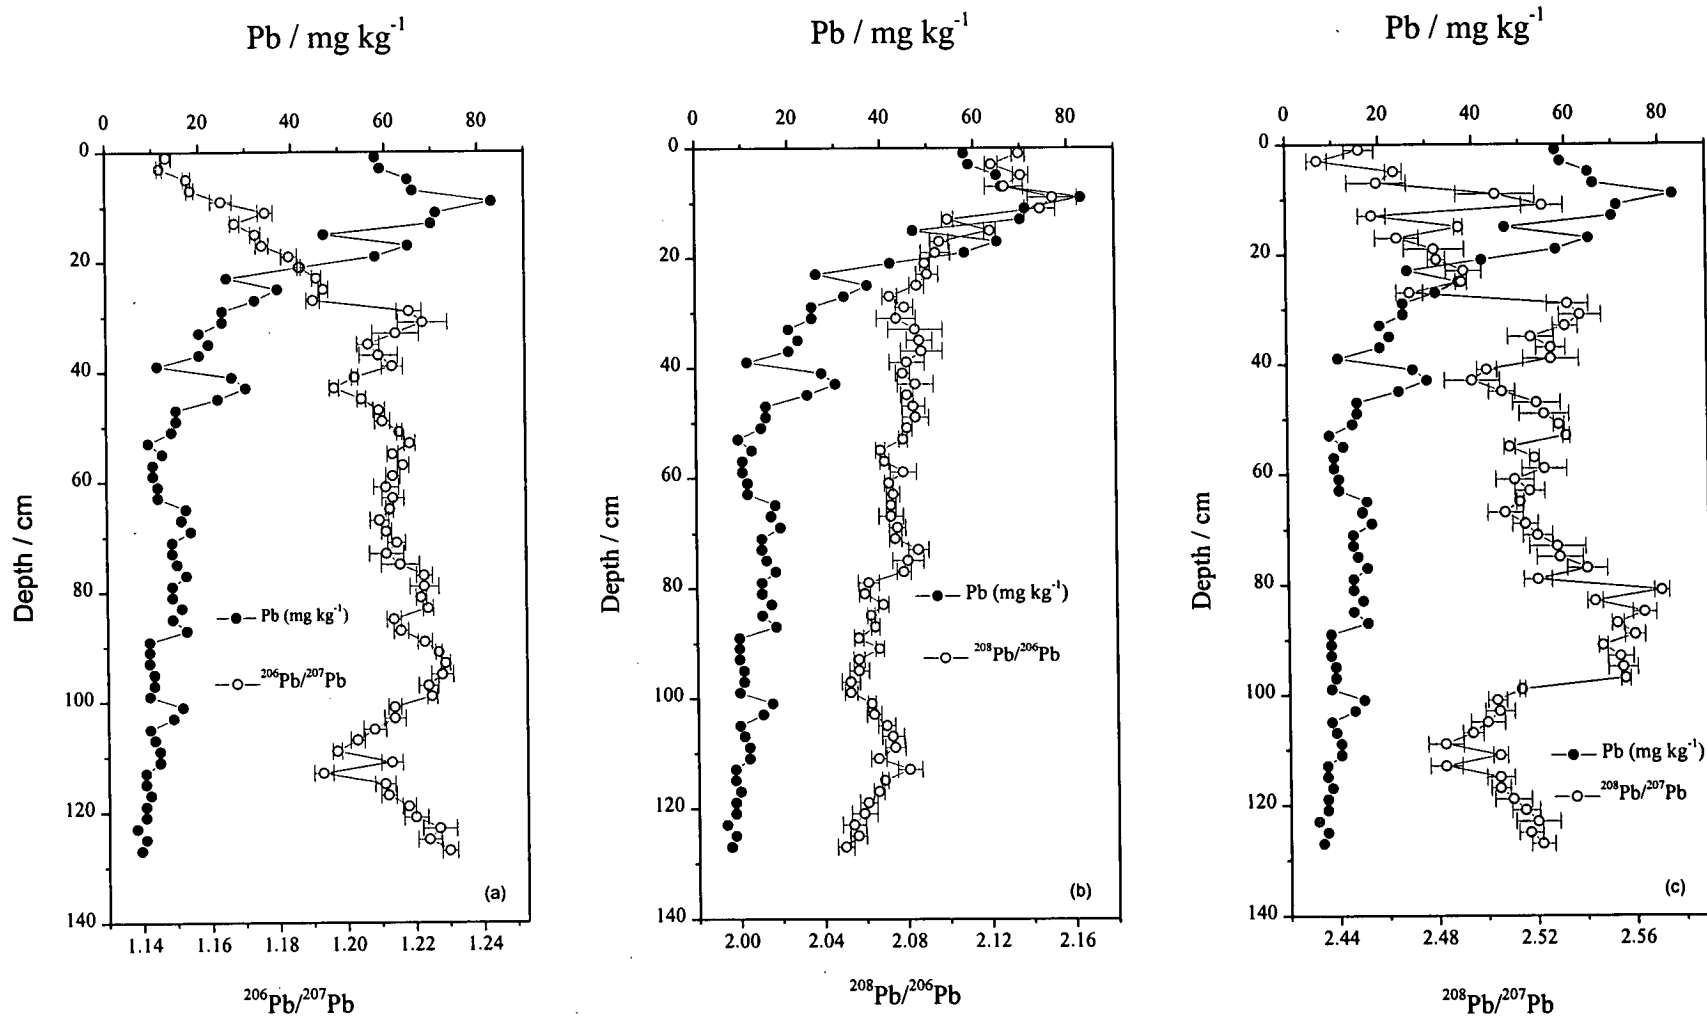 Pb / mg kg⁻¹
0 20 40 60 80
0
20
40
60
80
100
120
140
Depth / cm
Pb (mg kg⁻¹)
²⁰⁶Pb/²⁰⁷Pb
(a)
1.14 1.16 1.20 1.22 1.24
²⁰⁶Pb/²⁰⁷Pb
Pb / mg kg⁻¹
0 20 40 60 80
0
20
40
60
80
100
120
140
Depth / cm
Pb (mg kg⁻¹)
²⁰⁸Pb/²⁰⁶Pb
(b)
2.00 2.04 2.08 2.12 2.16
²⁰⁸Pb/²⁰⁶Pb
Pb / mg kg⁻¹
0 20 40 60 80
0
20
40
60
80
100
120
140
Depth / cm
Pb (mg kg⁻¹)
²⁰⁸Pb/²⁰⁷Pb
(c)
2.44 2.48 2.52 2.56
²⁰⁸Pb/²⁰⁷Pb